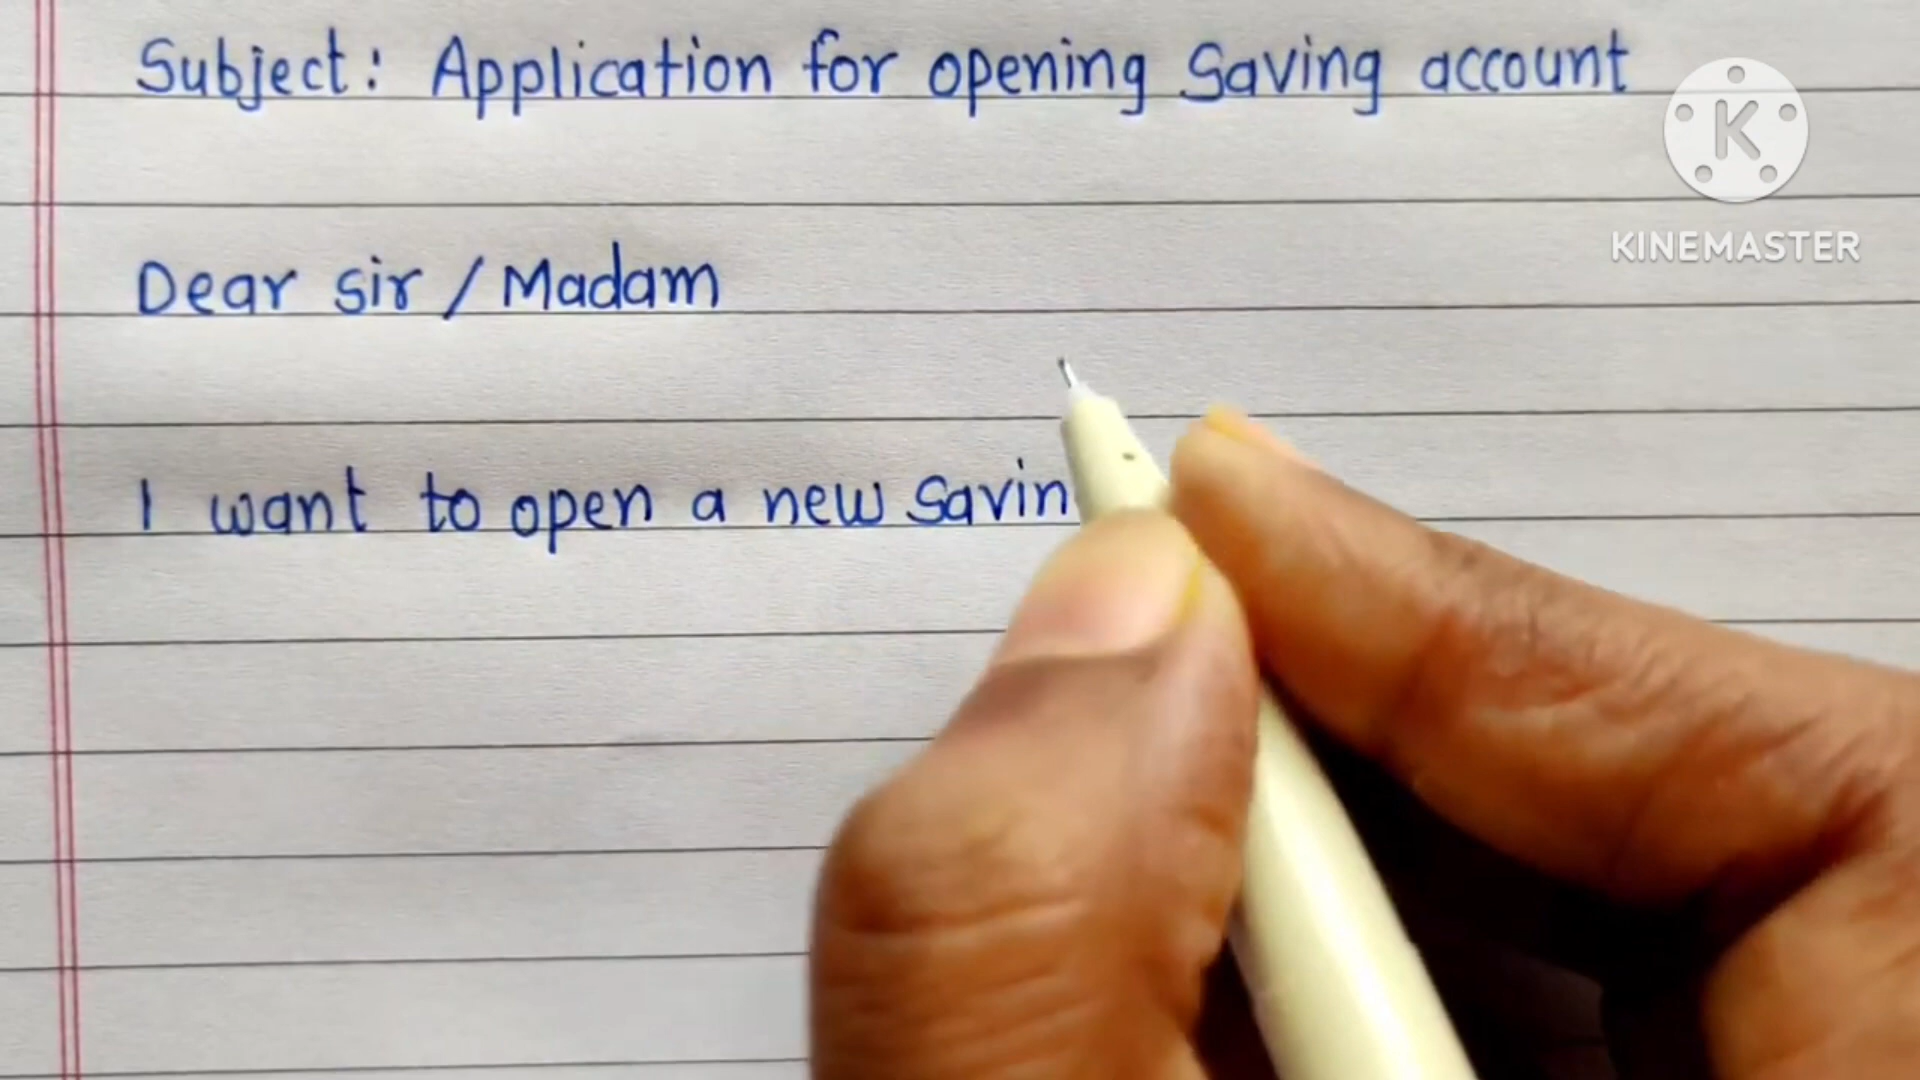 Subject: Application for opening Saving account
K
KINEMASTER
Dear sir / Madam
I want to open a new savin